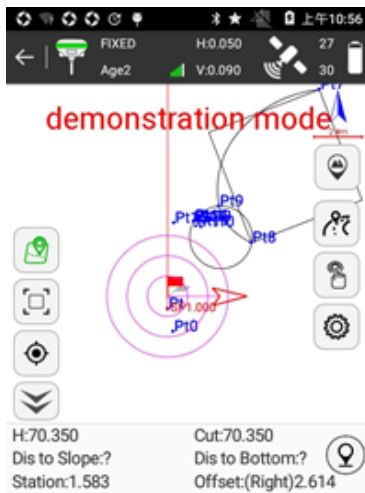 上午10:56
FIXED H:0.050 27
Age2 V:0.090 30
demonstration mode
Pt9
Pt8
Pt
Pt0
H:70.350 Cut:70.350
Dis to Slope:? Dis to Bottom:?
Station:1.583 Offset:(Right)2.614